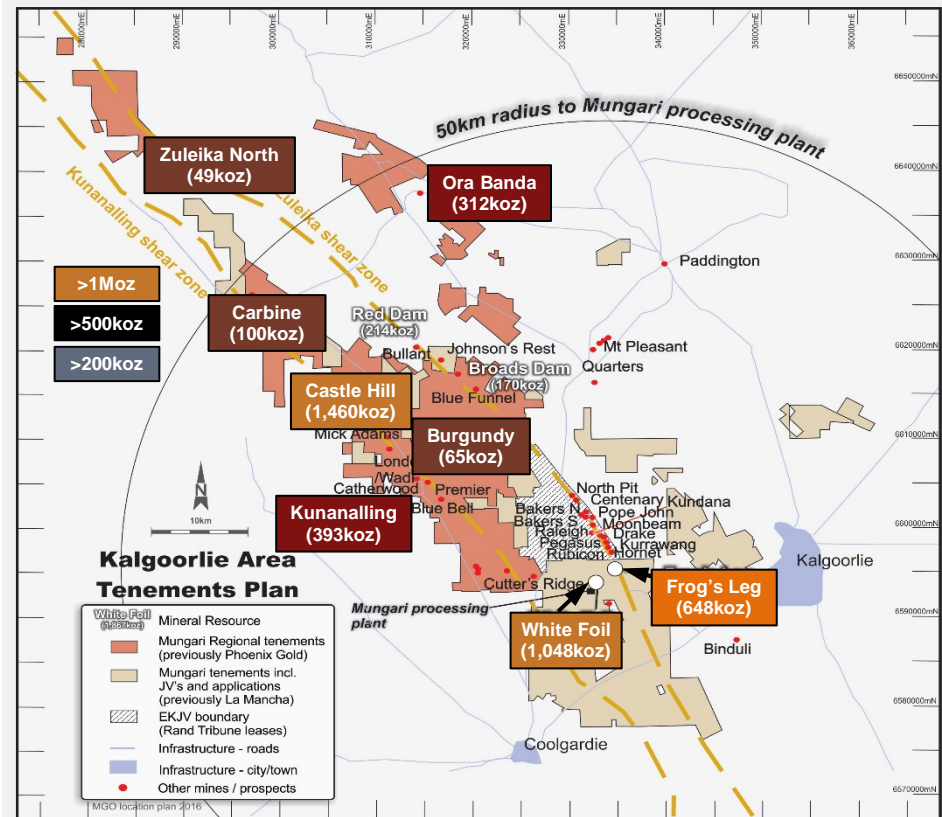 280000mE
290000mE
300000mE
310000mE
320000mE
330000mE
340000mE
350000mE
360000mE
6650000mN
6640000mN
6630000mN
6620000mN
6610000mN
6600000mN
6590000mN
6580000mN
6570000mN
50km radius to Mungari processing plant
Zuleika North
(49koz)
Ora Banda
(312koz)
Kunanalling shear zone
Zuleika shear zone
Paddington
>1Moz
>500koz
>200koz
Carbine
(100koz)
Red Dam
(214koz)
Bullant
Johnson's Rest
Broads Dam
(170koz)
Blue Funnel
Mt Pleasant
Quarters
Castle Hill
(1,460koz)
Mick Adams
Burgundy
(65koz)
Catherwood
Premier
Blue Bell
Kunanalling
(393koz)
North Pit
Centenary
Kundana
Bakers N
Pope John
Bakers S
Moonbeam
Raleigh
Drake
Pegasus
Kurrawang
Rubicon
Hornet
Kalgoorlie
Cutter's Ridge
Frog's Leg
(648koz)
Mungari processing
plant
White Foil
(1,048koz)
Binduli
Coolgardie
N
10km
Kalgoorlie Area
Tenements Plan
White Foil
Mineral Resource
Mungari Regional tenements
(previously Phoenix Gold)
Mungari tenements incl.
JV's and applications
(previously La Mancha)
EKJV boundary
(Rand Tribune leases)
Infrastructure - roads
Infrastructure - city/town
Other mines / prospects
MGO location plan 2016